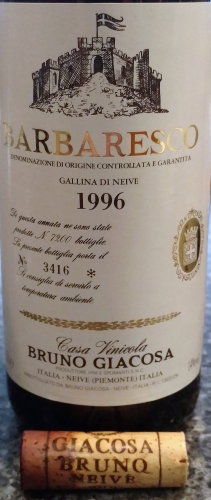 BARBARESCO
DENOMINAZIONE DI ORIGINE CONTROLLATA E GARANTITA
GALLINA DI NEIVE
1996
Di questa annata ne sono state
prodotte N° 7200 bottiglie.
La presente bottiglia porta il
N° 3416 *
Si consiglia di servirlo a
temperatura ambiente
Casa Vinicola
BRUNO GIACOSA
ITALIA - NEIVE (PIEMONTE) ITALIA
GIACOSA
BRUNO
NEIVE